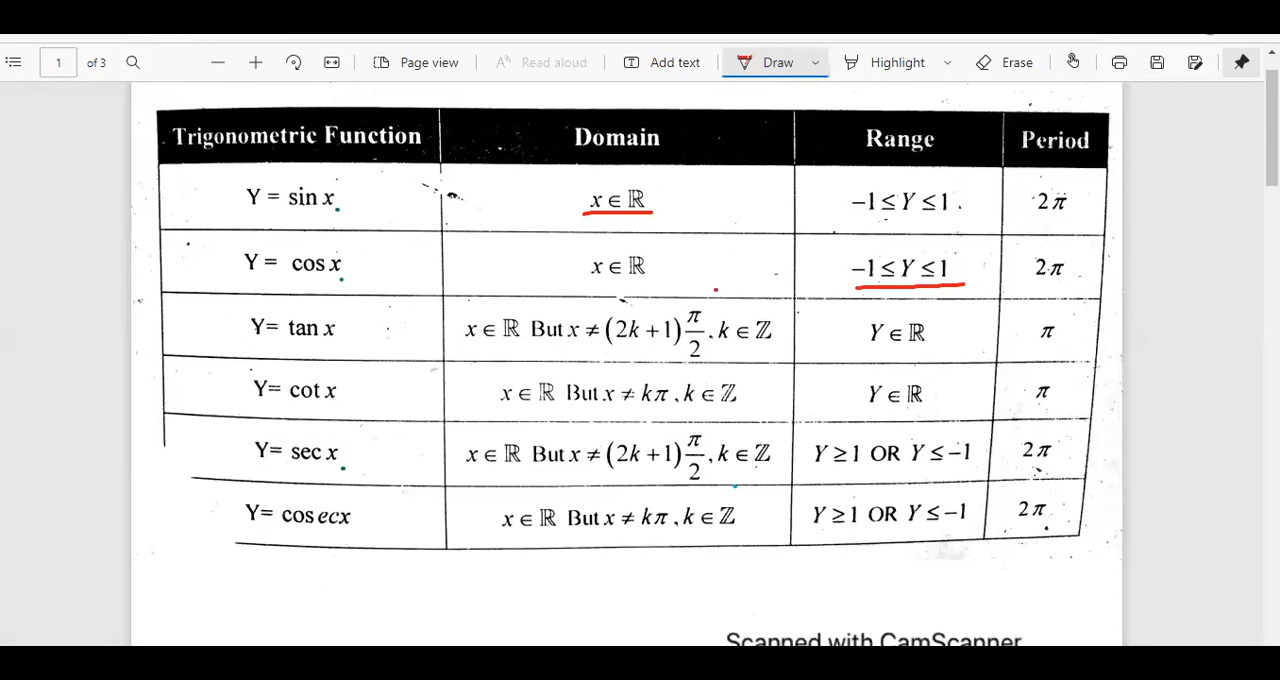 1 of 3 Page view Read aloud Add text Draw Highlight Erase
Trigonometric Function Domain Range Period
Y = sin x x ∈ ℝ −1 ≤ Y ≤ 1 2π
Y = cos x x ∈ ℝ −1 ≤ Y ≤ 1 2π
Y= tan x x ∈ ℝ But x ≠ (2k + 1) π/2 , k ∈ ℤ Y ∈ ℝ π
Y= cot x x ∈ ℝ But x ≠ kπ , k ∈ ℤ Y ∈ ℝ π
Y= sec x x ∈ ℝ But x ≠ (2k + 1) π/2 , k ∈ ℤ Y ≥ 1 OR Y ≤ −1 2π
Y= cosecx x ∈ ℝ But x ≠ kπ , k ∈ ℤ Y ≥ 1 OR Y ≤ −1 2π
Scanned with CamScanner